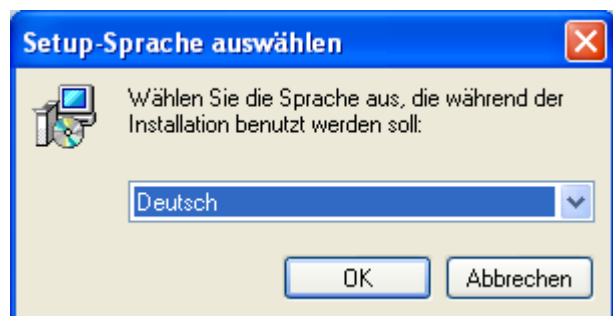 Setup-Sprache auswählen
Wählen Sie die Sprache aus, die während der
Installation benutzt werden soll:
Deutsch
OK Abbrechen